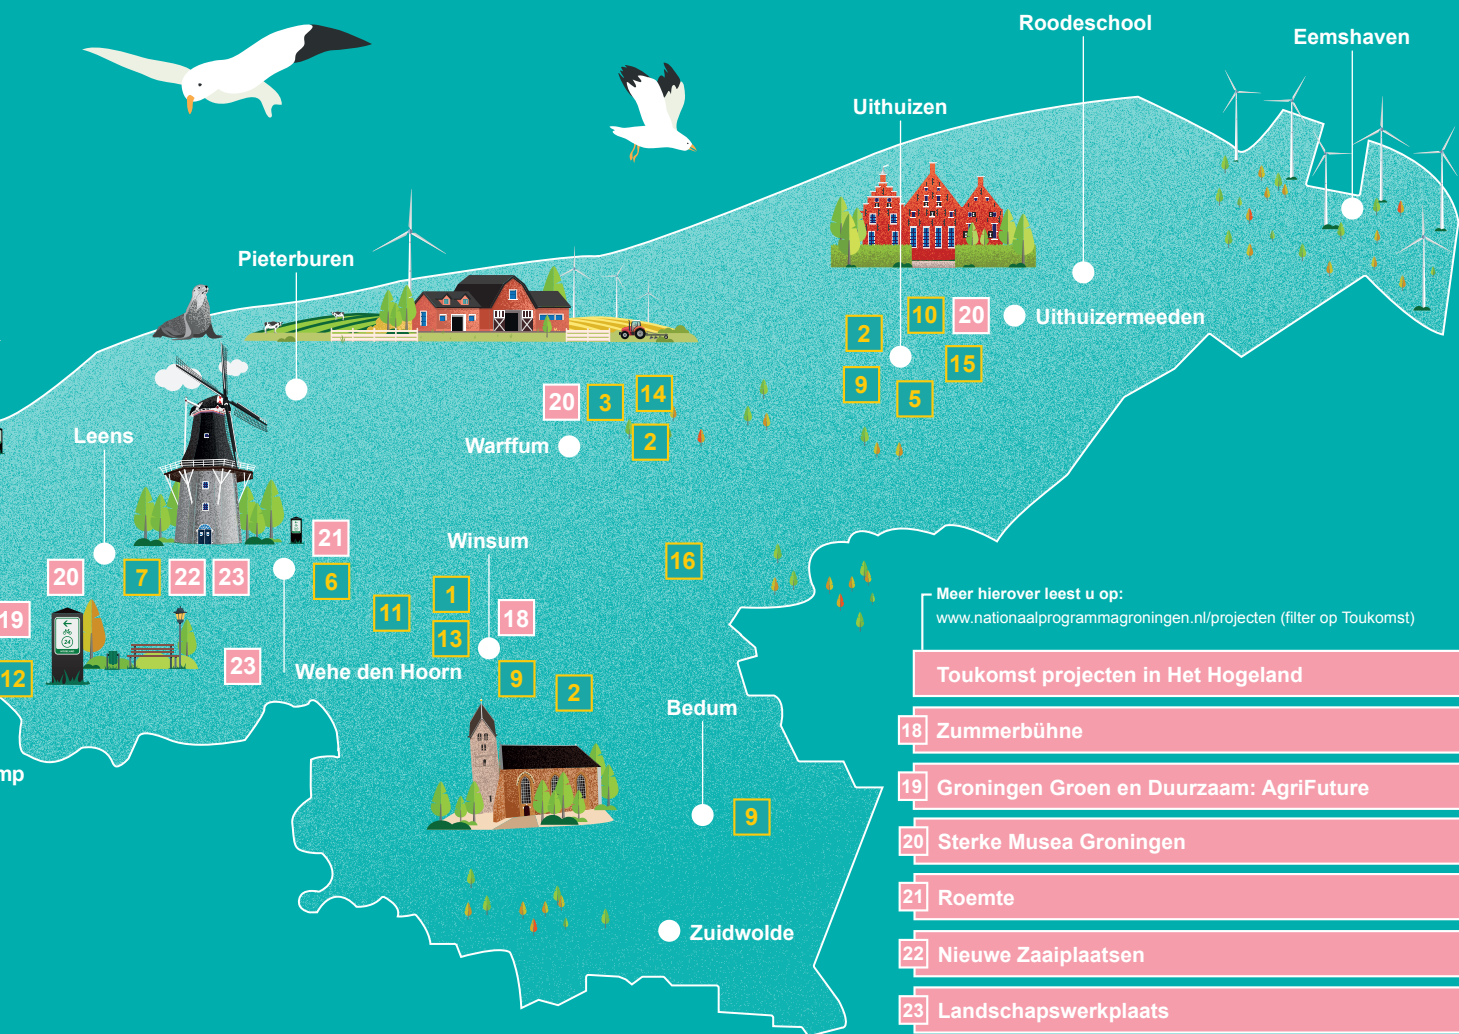 Roodeschool
Eemshaven
Uithuizen
Pieterburen
10
20
Uithuizermeeden
2
15
9
5
20
3
14
Leens
Warffum
2
21
Winsum
16
20
7
22
23
6
1
11
19
18
13
24
12
23
Wehe den Hoorn
9
2
Bedum
mp
9
Zuidwolde
Meer hierover leest u op:
www.nationaalprogrammagroningen.nl/projecten (filter op Toukomst)
Toukomst projecten in Het Hogeland
18 Zummerbühne
19 Groningen Groen en Duurzaam: AgriFuture
20 Sterke Musea Groningen
21 Roemte
22 Nieuwe Zaaiplaatsen
23 Landschapswerkplaats